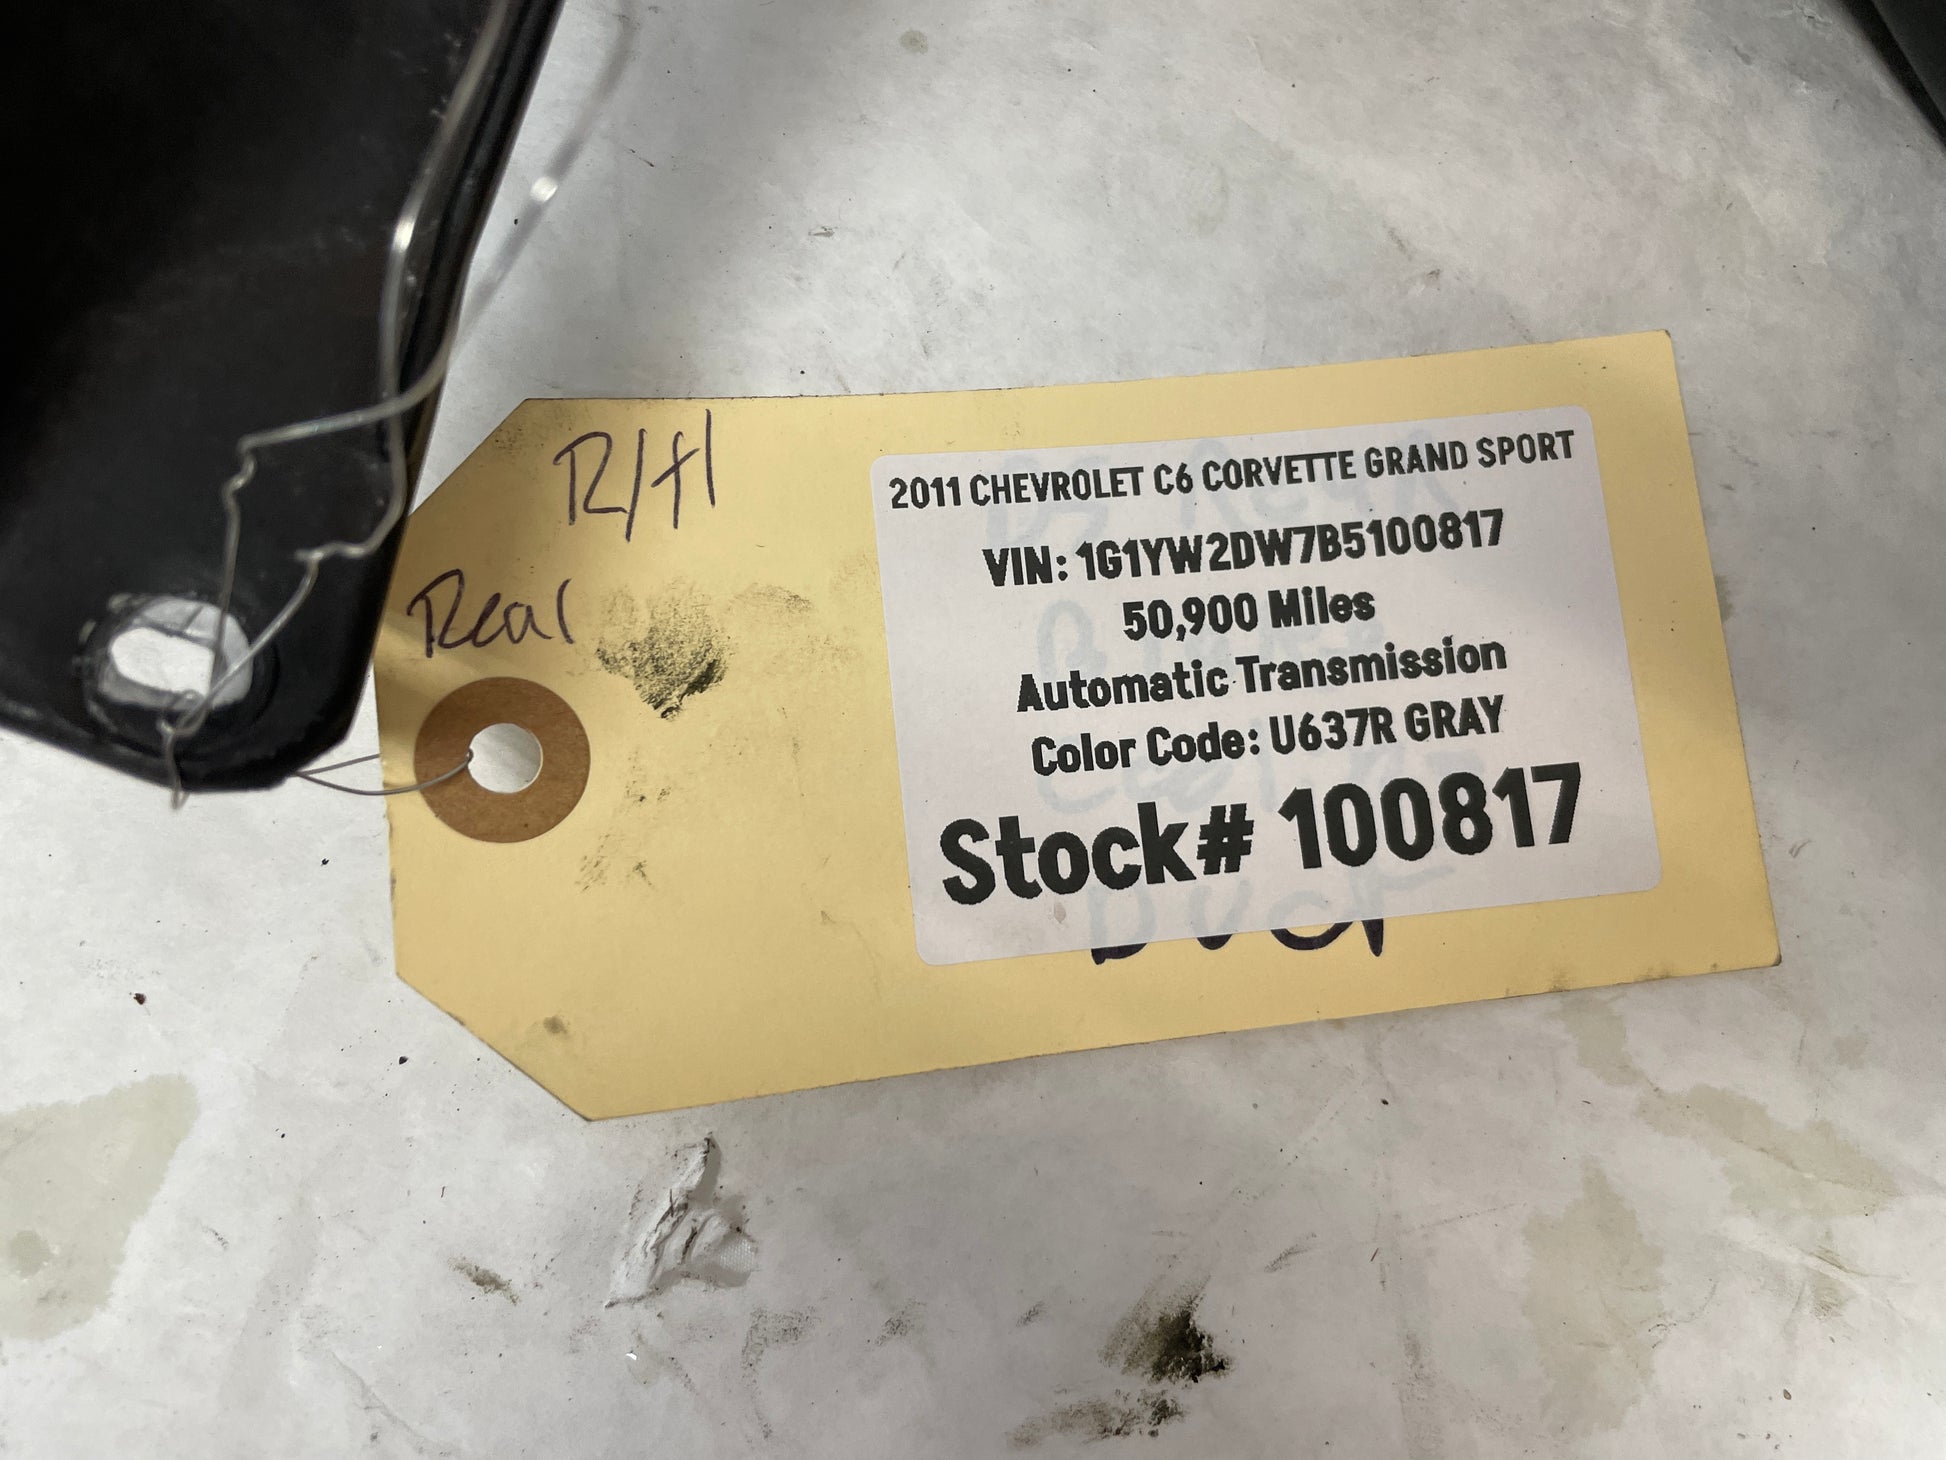 R/H
Rear
2011 CHEVROLET C6 CORVETTE GRAND SPORT
VIN: 1G1YW2DW7B5100817
50,900 Miles
Automatic Transmission
Color Code: U637R GRAY
Stock# 100817
DUCT